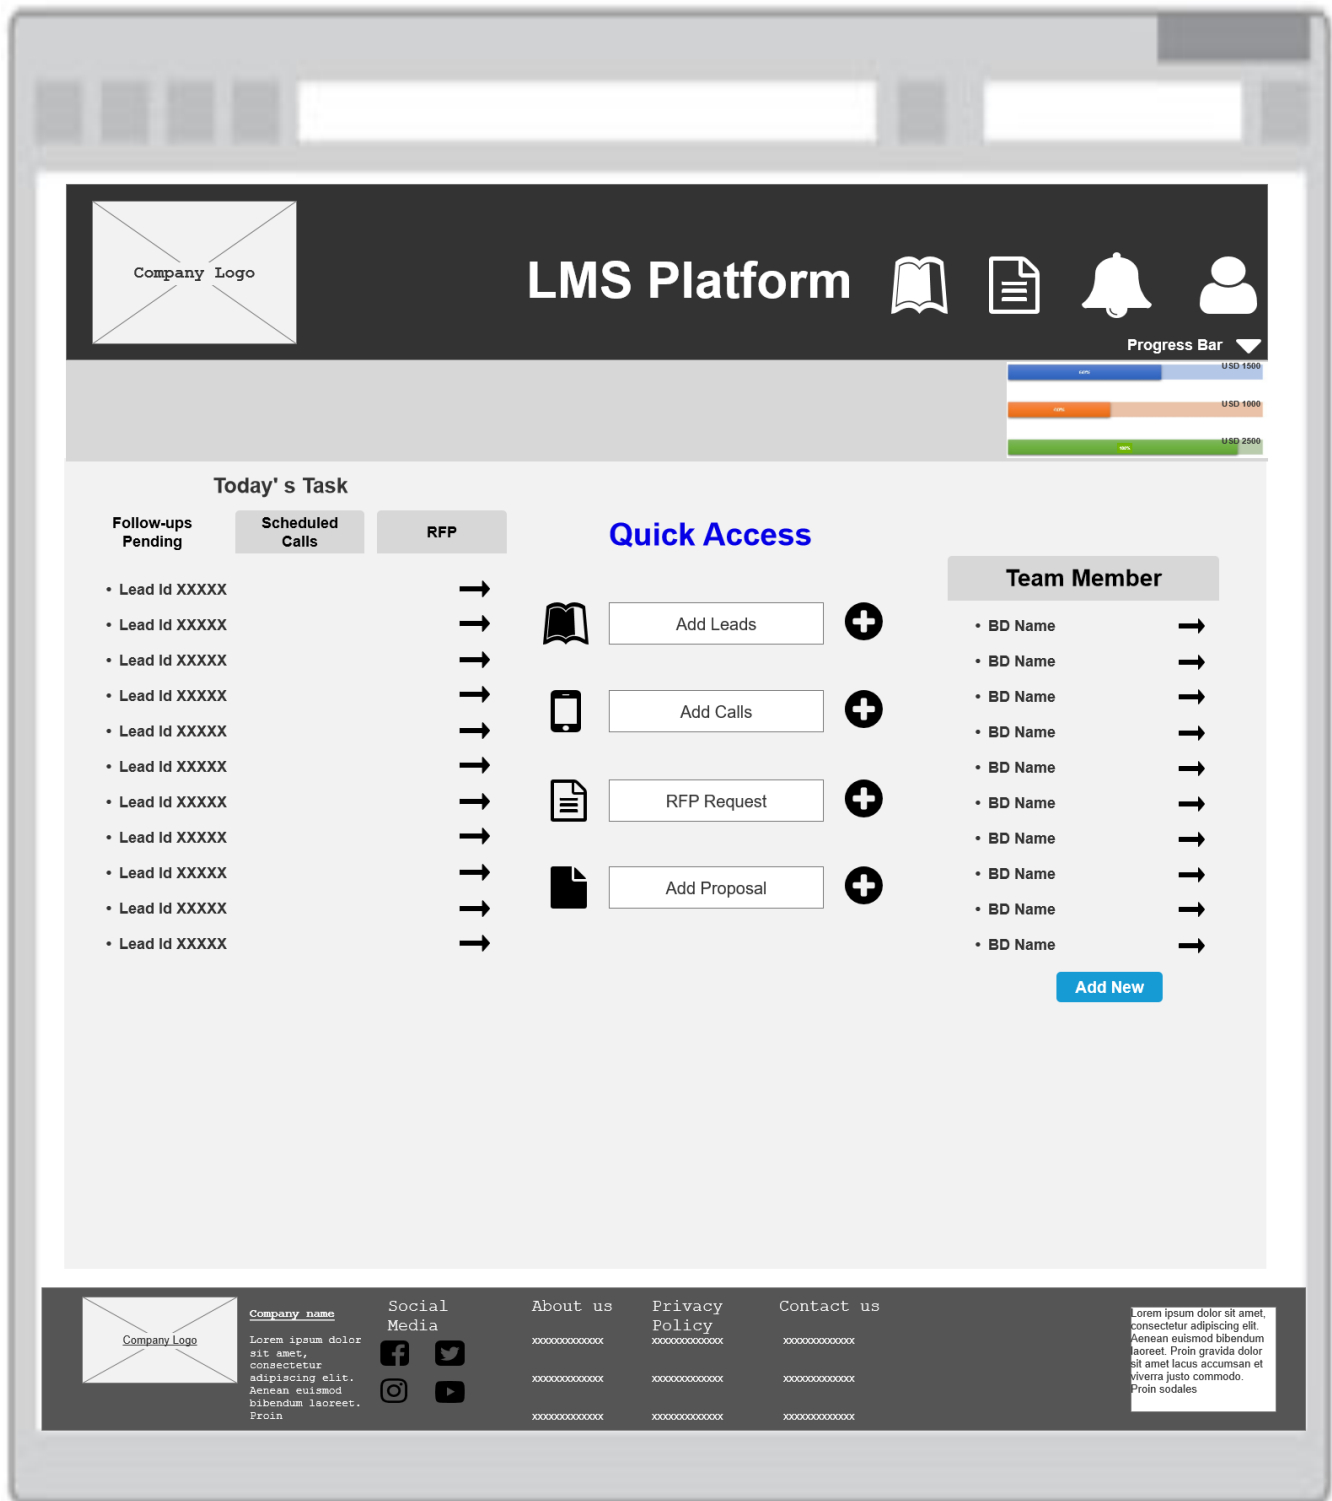 Company Logo
LMS Platform
Progress Bar
USD 1500
USD 1000
USD 2500
Today' s Task
Follow-ups
Pending
Scheduled
Calls
RFP
• Lead Id XXXXX
• Lead Id XXXXX
• Lead Id XXXXX
• Lead Id XXXXX
• Lead Id XXXXX
• Lead Id XXXXX
• Lead Id XXXXX
• Lead Id XXXXX
• Lead Id XXXXX
• Lead Id XXXXX
• Lead Id XXXXX
Quick Access
Add Leads
Add Calls
RFP Request
Add Proposal
Team Member
• BD Name
• BD Name
• BD Name
• BD Name
• BD Name
• BD Name
• BD Name
• BD Name
• BD Name
• BD Name
Add New
Company Logo
Company name
Lorem ipsum dolor
sit amet,
consectetur
adipiscing elit.
Aenean euismod
bibendum laoreet.
Proin
Social
Media
About us
xxxxxxxxxxxxx
xxxxxxxxxxxxx
xxxxxxxxxxxxx
Privacy
Policy
xxxxxxxxxxxxx
xxxxxxxxxxxxx
xxxxxxxxxxxxx
Contact us
xxxxxxxxxxxxx
xxxxxxxxxxxxx
xxxxxxxxxxxxx
Lorem ipsum dolor sit amet,
consectetur adipiscing elit.
Aenean euismod bibendum
laoreet. Proin gravida dolor
sit amet lacus accumsan et
viverra justo commodo.
Proin sodales